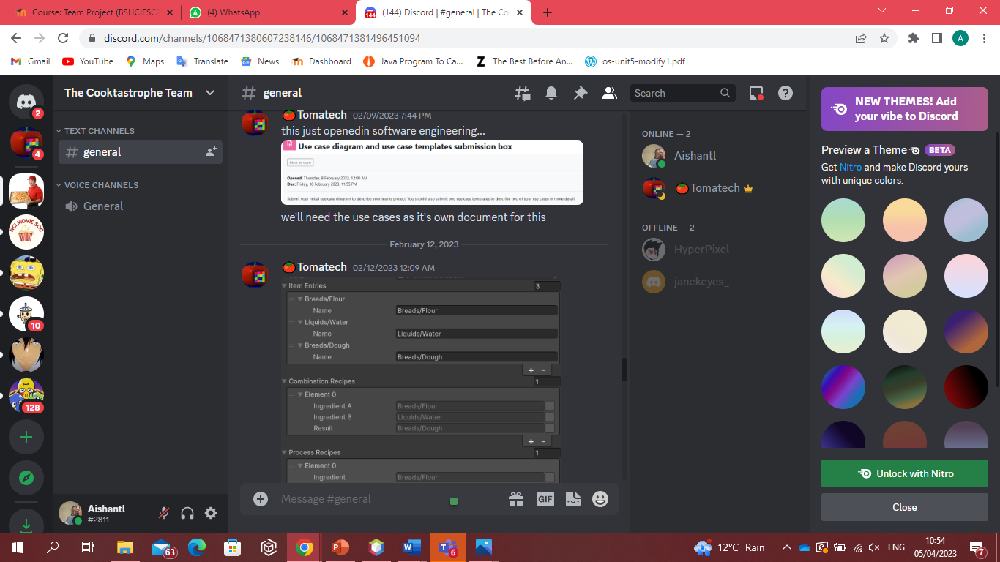 Course: Team Project (BSHCIFSC2
(4) WhatsApp
(144) Discord | #general | The Co
discord.com/channels/1068471380607238146/1068471381496451094
A
Gmail
YouTube
Maps
Translate
News
Dashboard
Java Program To Ca...
The Best Before An...
os-unit5-modify1.pdf
2
4
NCI MOVIE SOC
10
128
The Cooktastrophe Team
TEXT CHANNELS
general
VOICE CHANNELS
General
Aishantl
#2811
general
Search
Tomatech 02/09/2023 7:44 PM
this just openedin software engineering...
Use case diagram and use case templates submission box
Mark as done
Opened: Thursday, 9 February 2023, 12:00 AM
Due: Friday, 10 February 2023, 11:55 PM
Submit your initial use case diagram to describe your teams project. You should also submit two use case templates to describe two of your use cases in more detail.
we'll need the use cases as it's own document for this
February 12, 2023
Tomatech 02/12/2023 12:09 AM
Item Entries 3
Breads/Flour
Name Breads/Flour
Liquids/Water
Name Liquids/Water
Breads/Dough
Name Breads/Dough
+ -
Combination Recipes 1
Element 0
Ingredient A Breads/Flour
Ingredient B Liquids/Water
Result Breads/Dough
+ -
Process Recipes 1
Element 0
Ingredient Breads/Flour
Message #general
GIF
ONLINE — 2
Aishantl
Tomatech
OFFLINE — 2
HyperPixel
janekeyes_
NEW THEMES! Add
your vibe to Discord
Preview a Theme BETA
Get Nitro and make Discord yours
with unique colors.
Unlock with Nitro
Close
63
6
12°C Rain
ENG
10:54
05/04/2023
7